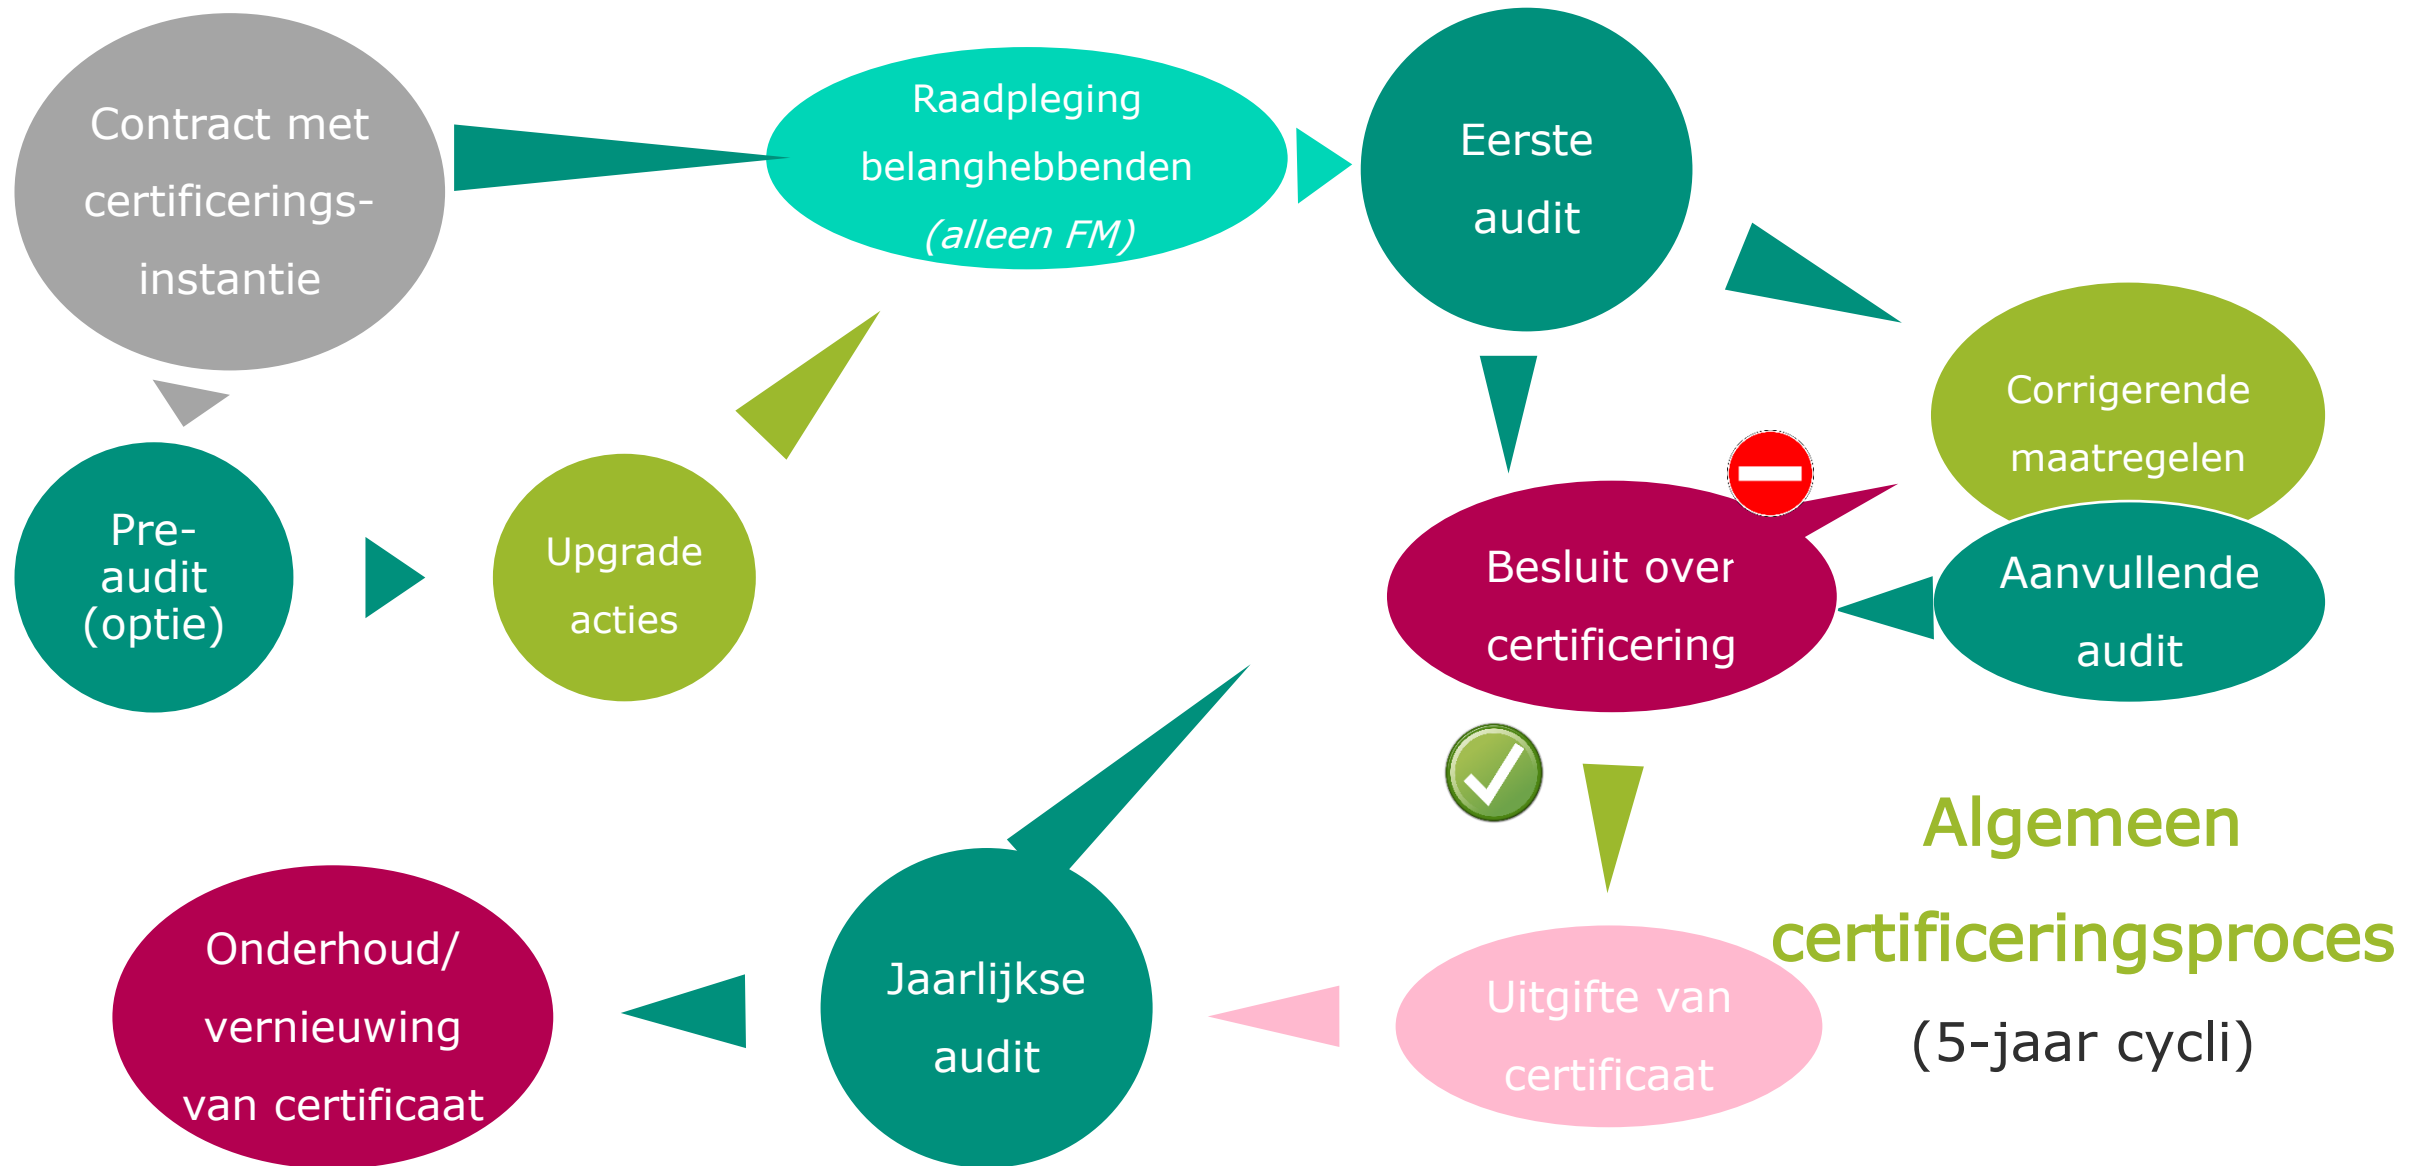 Contract met
certificerings-
instantie
Raadpleging
belanghebbenden
(alleen FM)
Eerste
audit
Corrigerende
maatregelen
Pre-
audit
(optie)
Upgrade
acties
Besluit over
certificering
Aanvullende
audit
Algemeen
certificeringsproces
(5-jaar cycli)
Onderhoud/
vernieuwing
van certificaat
Jaarlijkse
audit
Uitgifte van
certificaat